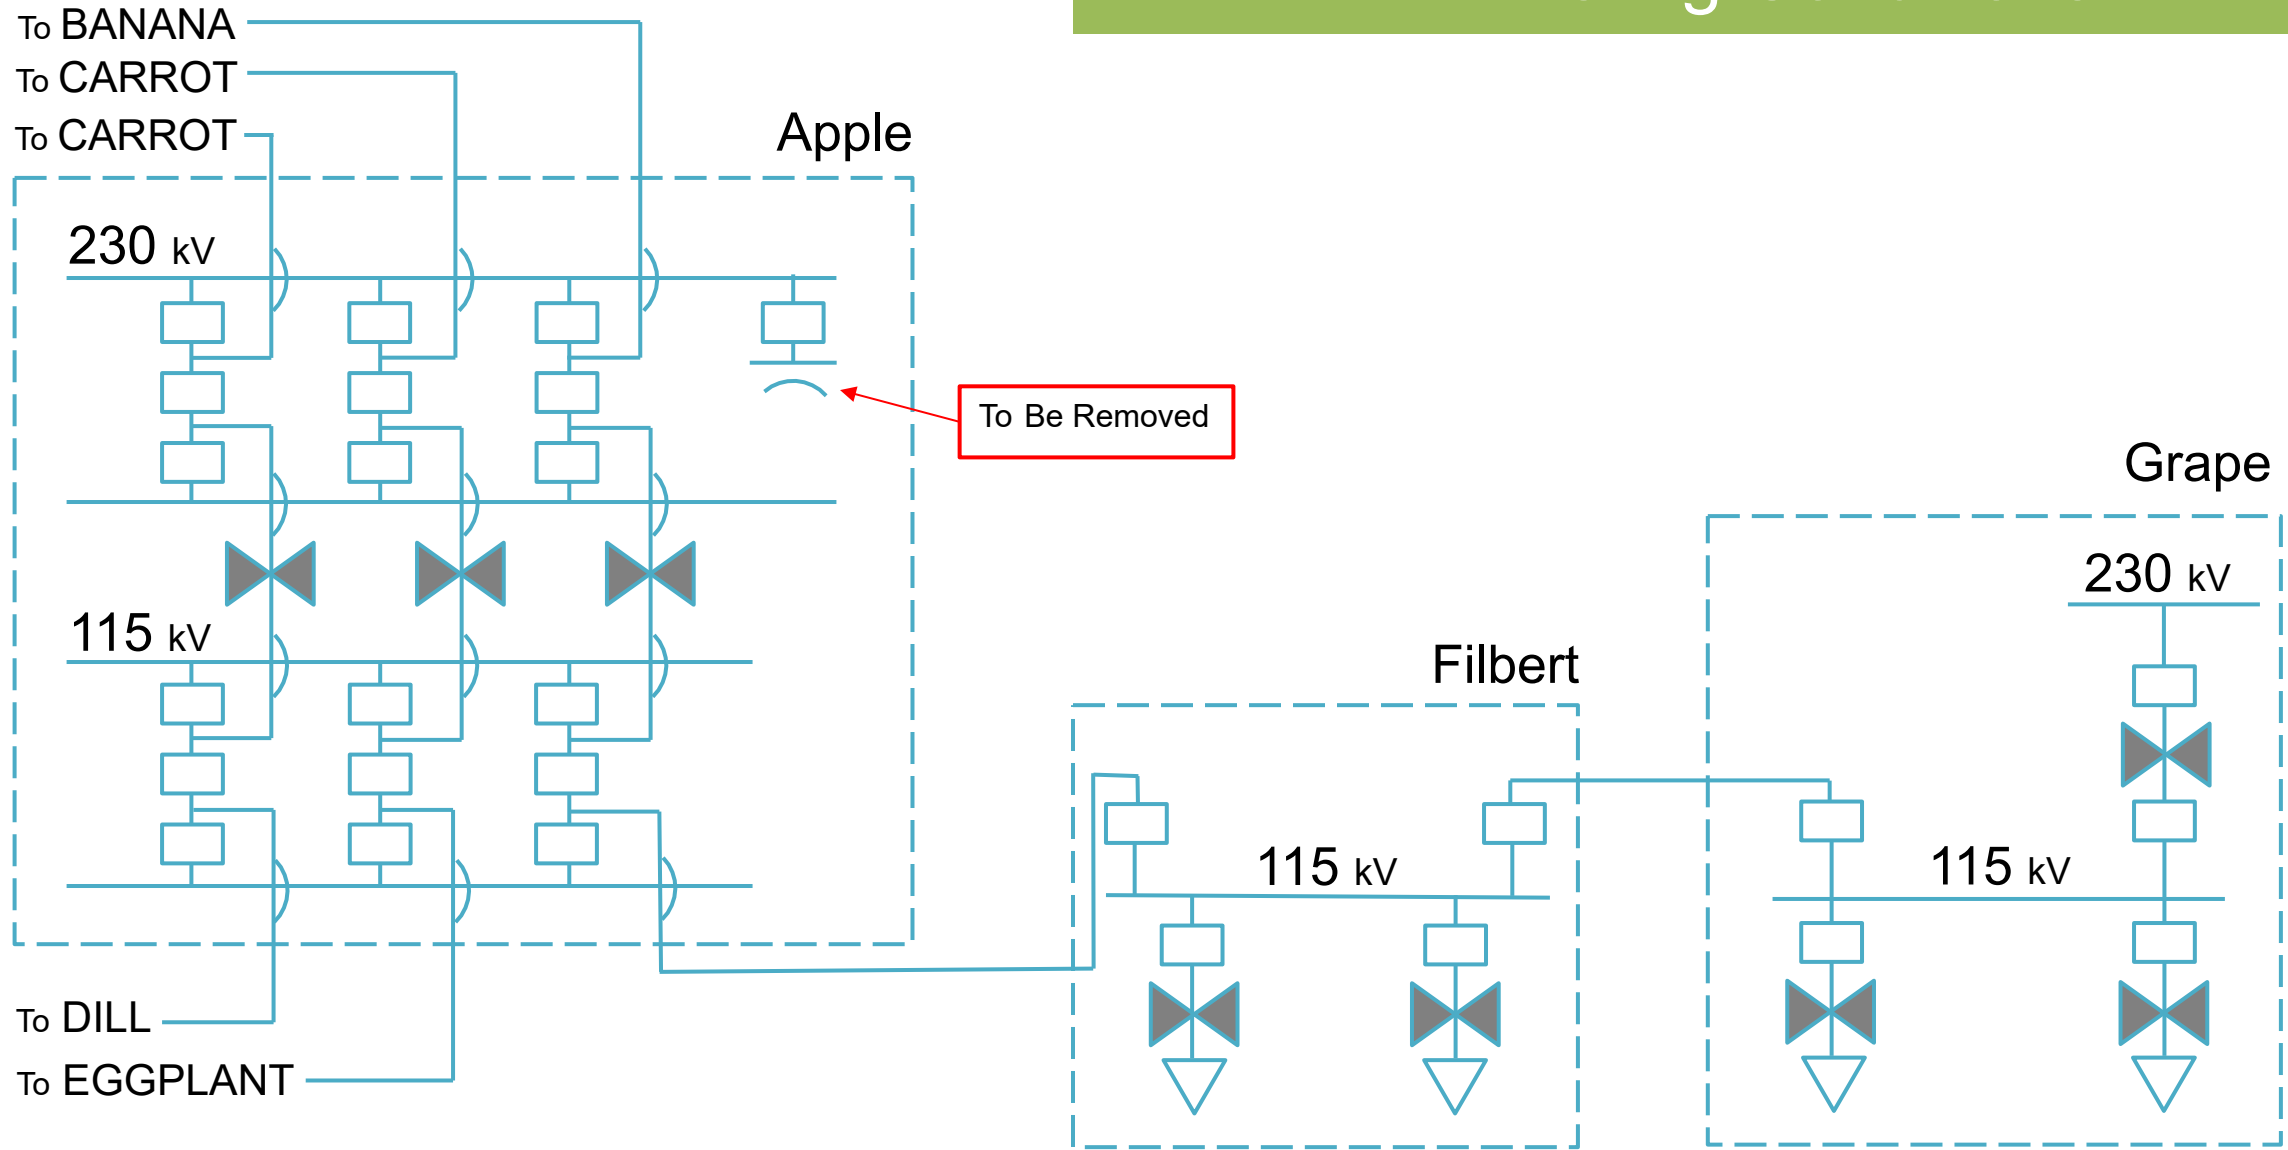 To BANANA
To CARROT
To CARROT
Apple
230 kV
To Be Removed
Grape
230 kV
115 kV
Filbert
115 kV
115 kV
To DILL
To EGGPLANT